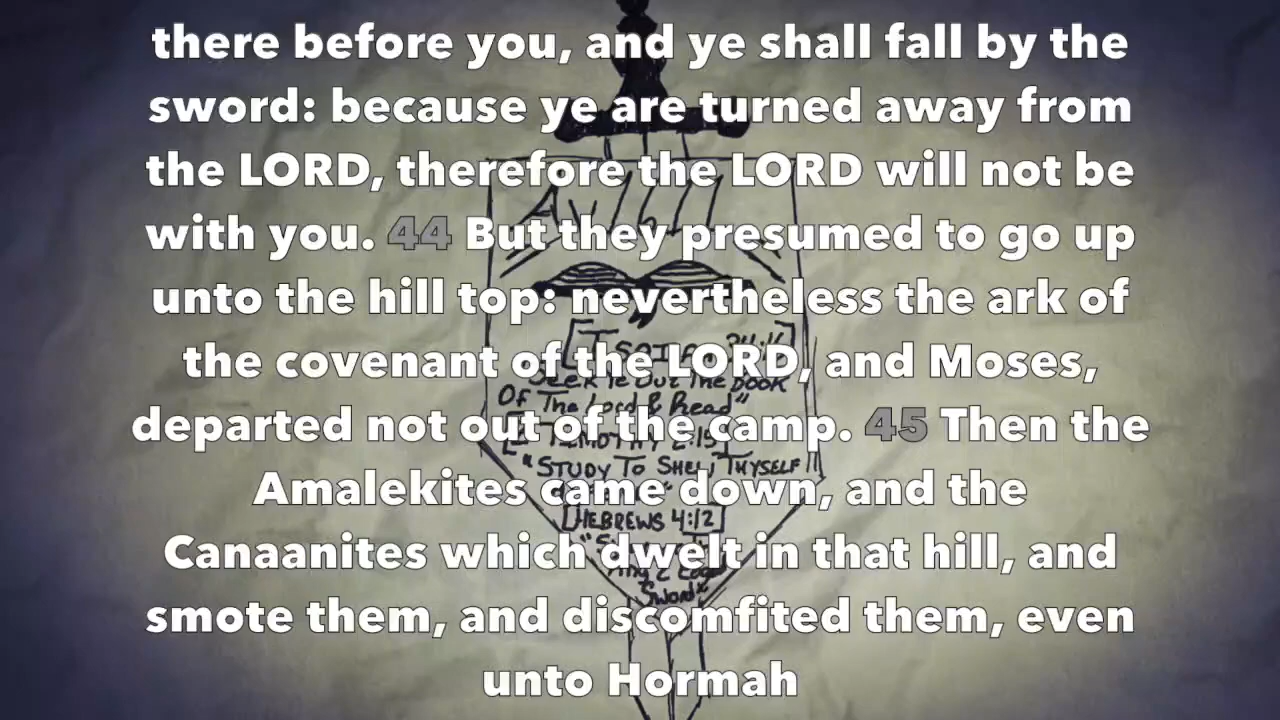 there before you, and ye shall fall by the
sword: because ye are turned away from
the LORD, therefore the LORD will not be
with you. 44 But they presumed to go up
unto the hill top: nevertheless the ark of
the covenant of the LORD, and Moses,
departed not out of the camp. 45 Then the
Amalekites came down, and the
Canaanites which dwelt in that hill, and
smote them, and discomfited them, even
unto Hormah
Seek Ye Out The Book
Of The Lord & Read"
"STUDY TO SHEW THYSELF
[HEBREWS 4:12]
Sword"